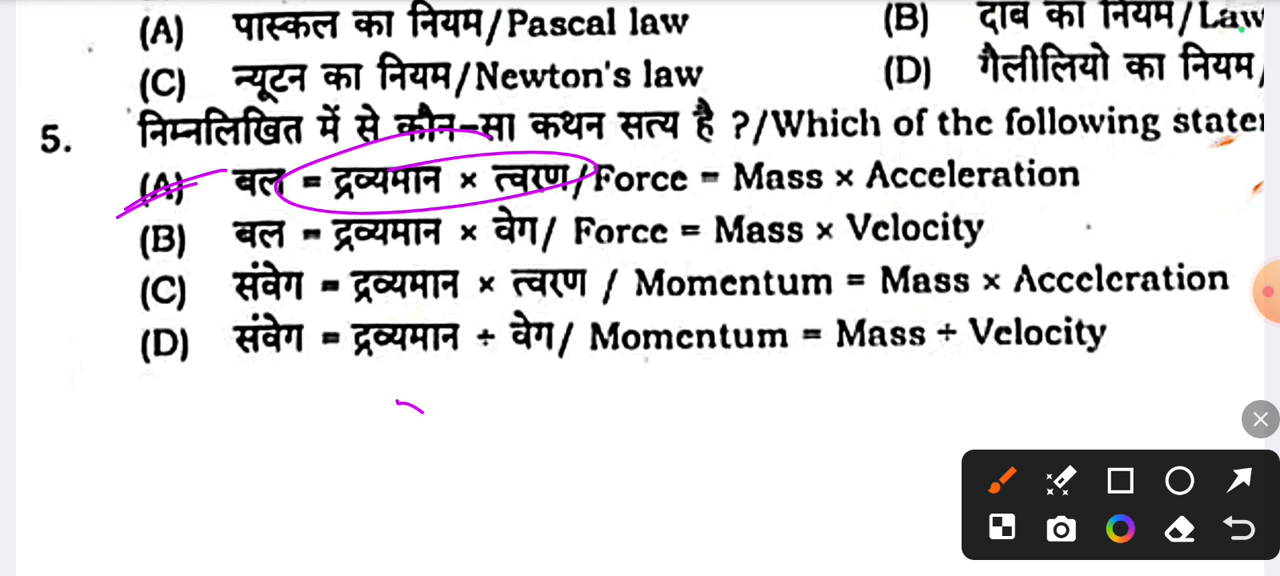 (A) पास्कल का नियम/Pascal law (B) दाब का नियम/Law
(C) न्यूटन का नियम/Newton's law (D) गैलीलियो का नियम/
5. निम्नलिखित में से कौन-सा कथन सत्य है ?/Which of the following
(A) बल = द्रव्यमान × त्वरण/Force = Mass × Acceleration
(B) बल = द्रव्यमान × वेग/ Force = Mass × Velocity
(C) संवेग = द्रव्यमान × त्वरण / Momentum = Mass × Acceleration
(D) संवेग = द्रव्यमान ÷ वेग/ Momentum = Mass ÷ Velocity